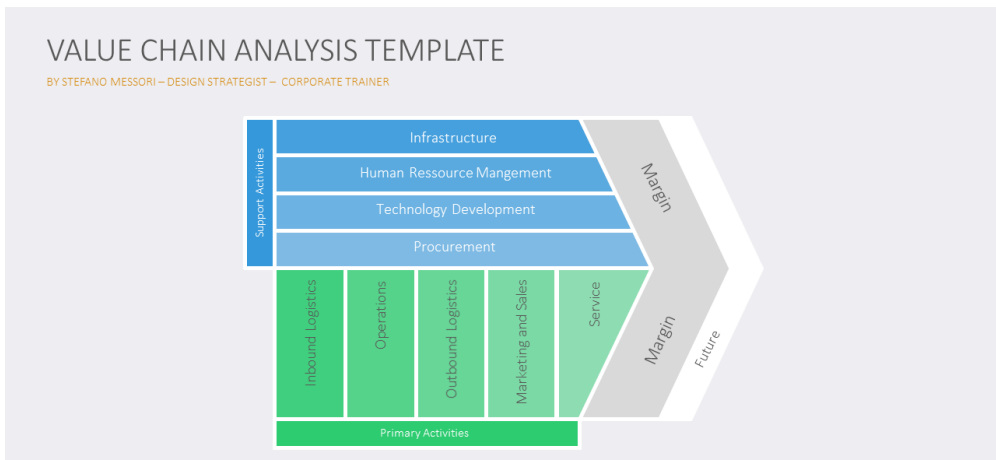 VALUE CHAIN ANALYSIS TEMPLATE
BY STEFANO MESSORI – DESIGN STRATEGIST – CORPORATE TRAINER
Support Activities
Infrastructure
Human Ressource Mangement
Technology Development
Procurement
Margin
Inbound Logistics
Operations
Outbound Logistics
Marketing and Sales
Service
Margin
Future
Primary Activities